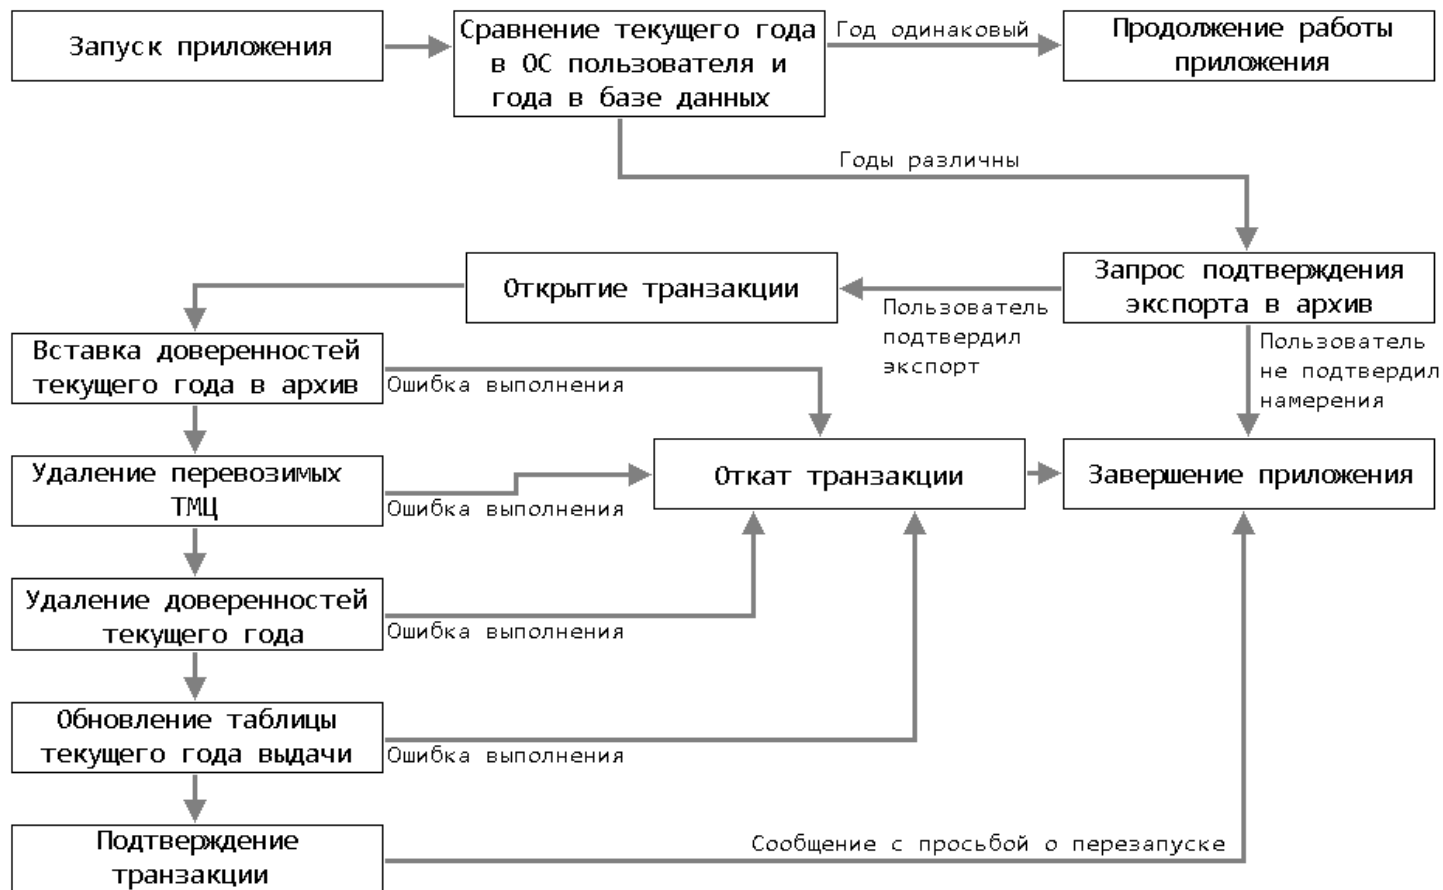 Запуск приложения
Сравнение текущего года
в ОС пользователя и
года в базе данных
Год одинаковый
Продолжение работы
приложения
Годы различны
Запрос подтверждения
экспорта в архив
Открытие транзакции
Пользователь
подтвердил
экспорт
Пользователь
не подтвердил
намерения
Вставка доверенностей
текущего года в архив
Ошибка выполнения
Удаление перевозимых
ТМЦ
Ошибка выполнения
Откат транзакции
Завершение приложения
Удаление доверенностей
текущего года
Ошибка выполнения
Обновление таблицы
текущего года выдачи
Ошибка выполнения
Подтверждение
транзакции
Сообщение с просьбой о перезапуске